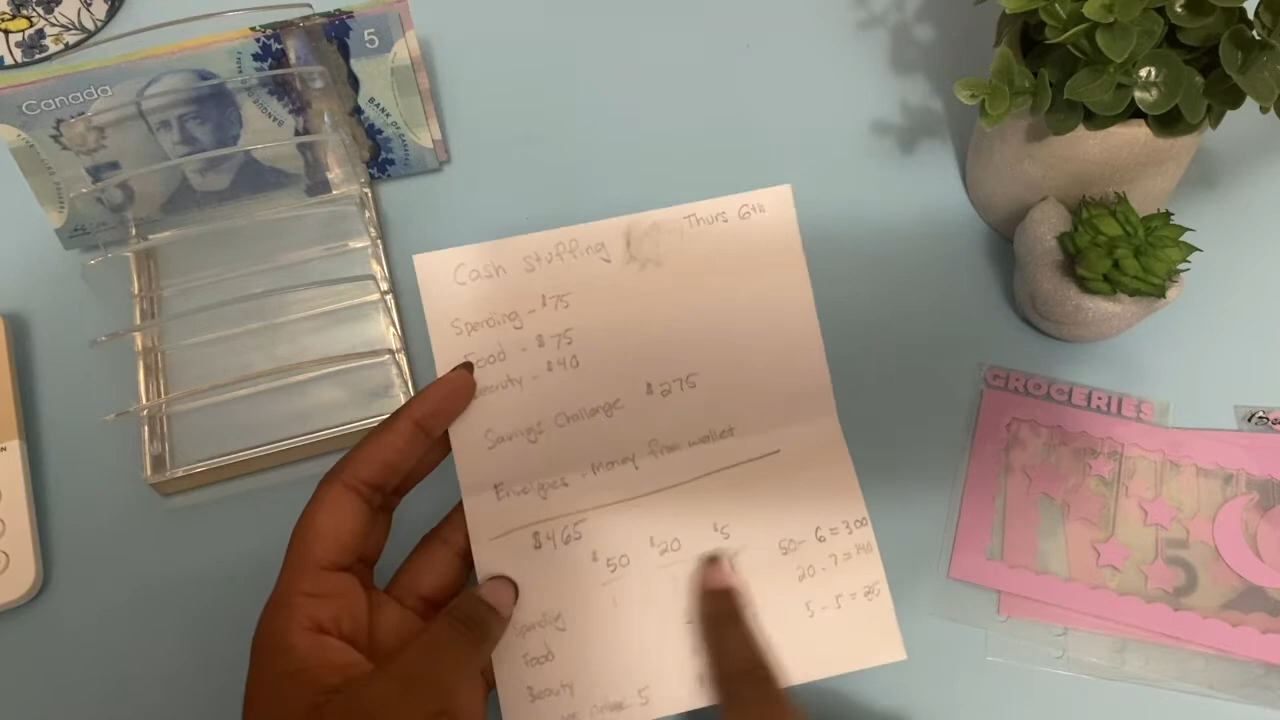 Canada
5
BANK OF CANADA
Thurs 6th
Cash Stuffing
Spending - $75
Food - $75
Beauty - $40
Savings Challenge $275
Envelopes - Money from wallet
$465
$50 $20 $5
50 - 6 = 300
20 - 7 = 140
5 - 5 = 25
Spending
Food
Beauty
5
GROCERIES
5